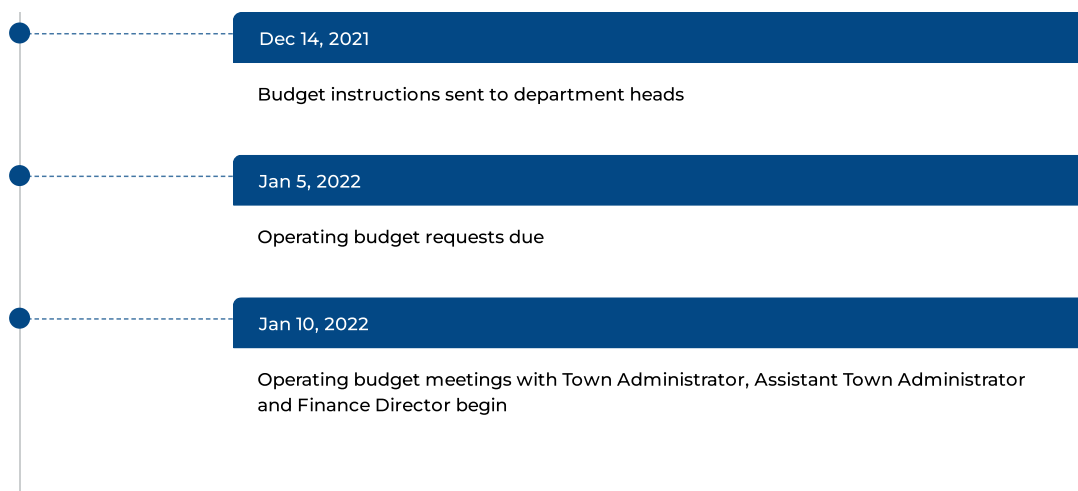 Dec 14, 2021
Budget instructions sent to department heads
Jan 5, 2022
Operating budget requests due
Jan 10, 2022
Operating budget meetings with Town Administrator, Assistant Town Administrator
and Finance Director begin